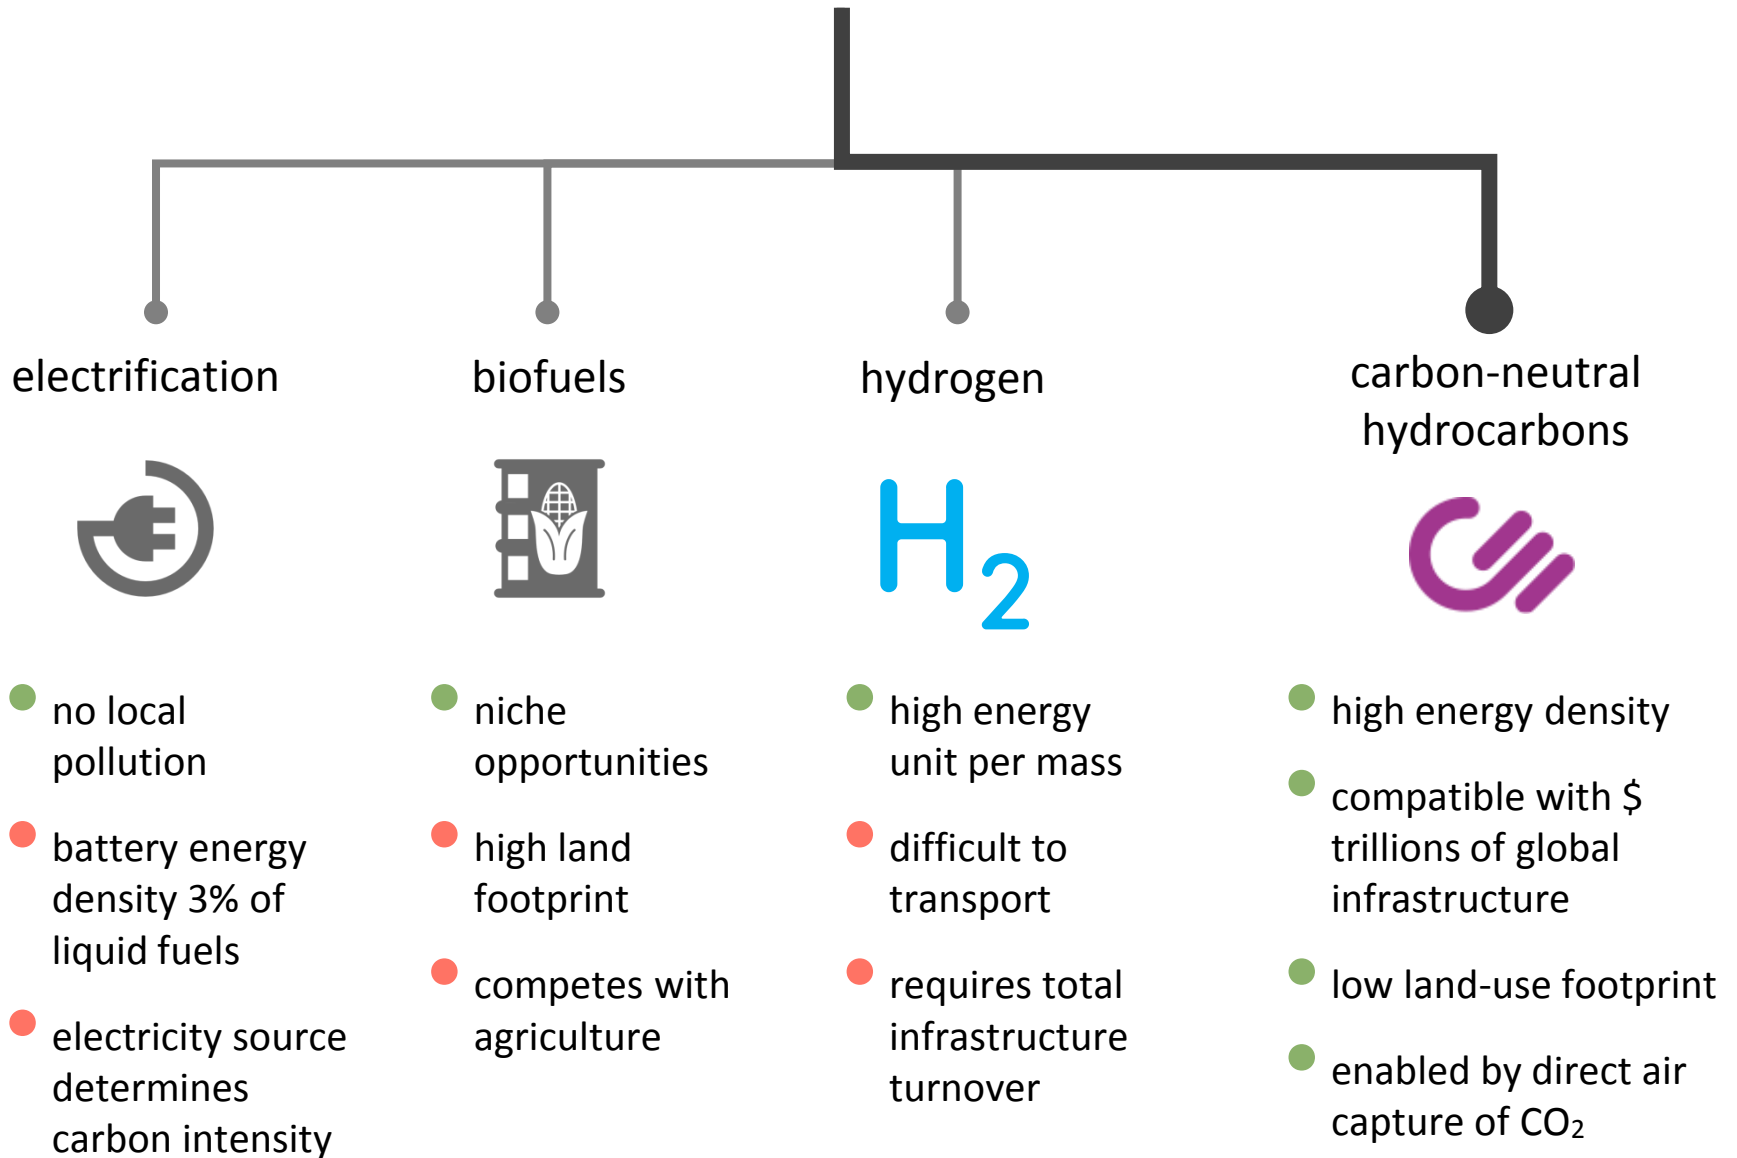 electrification
biofuels
hydrogen
carbon-neutral
hydrocarbons
H2
no local
pollution
battery energy
density 3% of
liquid fuels
electricity source
determines
carbon intensity
niche
opportunities
high land
footprint
competes with
agriculture
high energy
unit per mass
difficult to
transport
requires total
infrastructure
turnover
high energy density
compatible with $
trillions of global
infrastructure
low land-use footprint
enabled by direct air
capture of CO₂